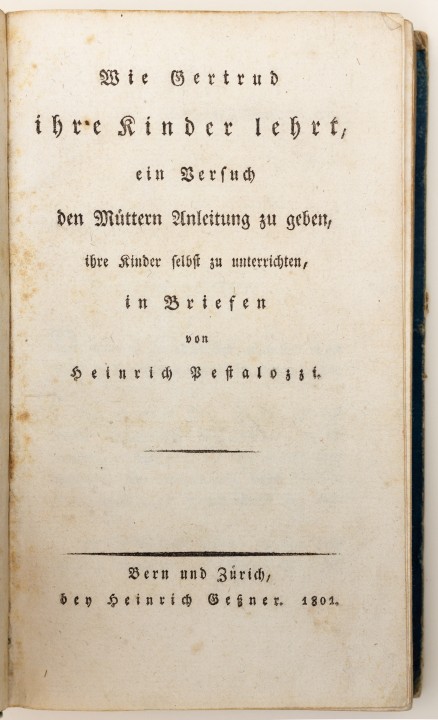 Wie Gertrud
ihre Kinder lehrt,
ein Versuch
den Müttern Anleitung zu geben,
ihre Kinder selbst zu unterrichten,
in Briefen
von
Heinrich Pestalozzi.
Bern und Zürich,
bey Heinrich Geßner. 1801.